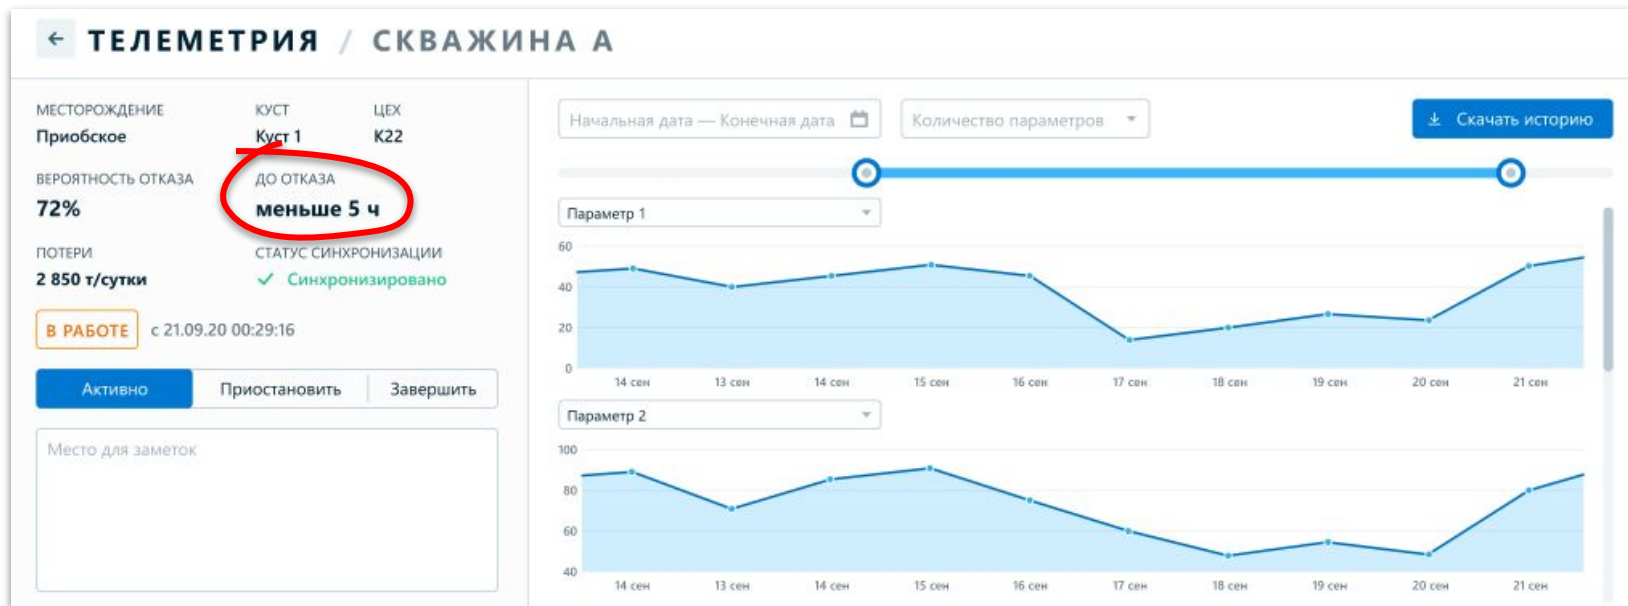 ← ТЕЛЕМЕТРИЯ / СКВАЖИНА А
МЕСТОРОЖДЕНИЕ КУСТ ЦЕХ
Приобское Куст 1 К22
ВЕРОЯТНОСТЬ ОТКАЗА ДО ОТКАЗА
72% меньше 5 ч
ПОТЕРИ СТАТУС СИНХРОНИЗАЦИИ
2 850 т/сутки ✓ Синхронизировано
В РАБОТЕ с 21.09.20 00:29:16
Активно Приостановить Завершить
Место для заметок
Начальная дата — Конечная дата Количество параметров Скачать историю
Параметр 1
60
40
20
0
14 сен 13 сен 14 сен 15 сен 16 сен 17 сен 18 сен 19 сен 20 сен 21 сен
Параметр 2
100
80
60
40
14 сен 13 сен 14 сен 15 сен 16 сен 17 сен 18 сен 19 сен 20 сен 21 сен